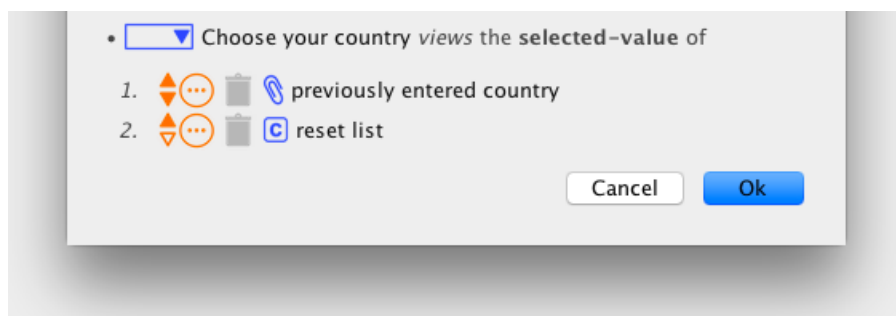 • Choose your country views the selected-value of
1. previously entered country
2. C reset list
Cancel Ok